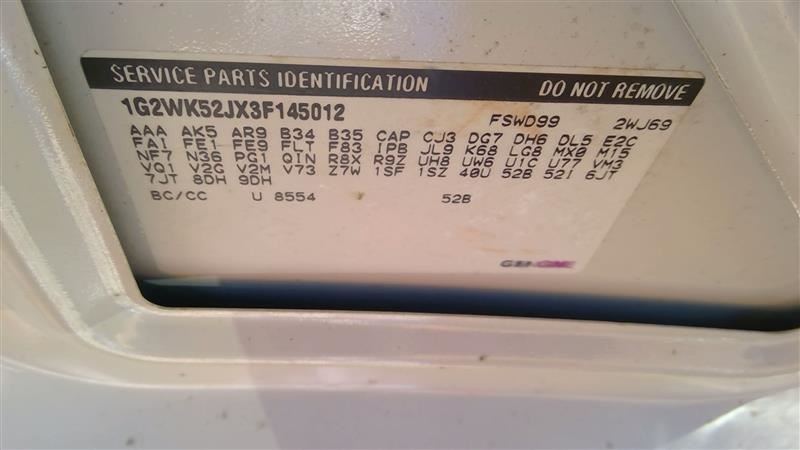 SERVICE PARTS IDENTIFICATION DO NOT REMOVE
1G2WK52JX3F145012 FSWD99 2WJ69
AAA AK5 AR9 B34 B35 CAP CJ3 DG7 DH6 DL5 E2C
FAI FE1 FE9 FLT F83 IPB JL9 K68 LG8 MX0 M15
NF7 N36 PG1 QIN R8X R9Z UH8 UW6 U1C U77 VM3
VQ1 V2G V2M V73 Z7W 1SF 1SZ 40U 52B 52I 6JT
7JT 8DH 9DH
BC/CC U 8554 52B